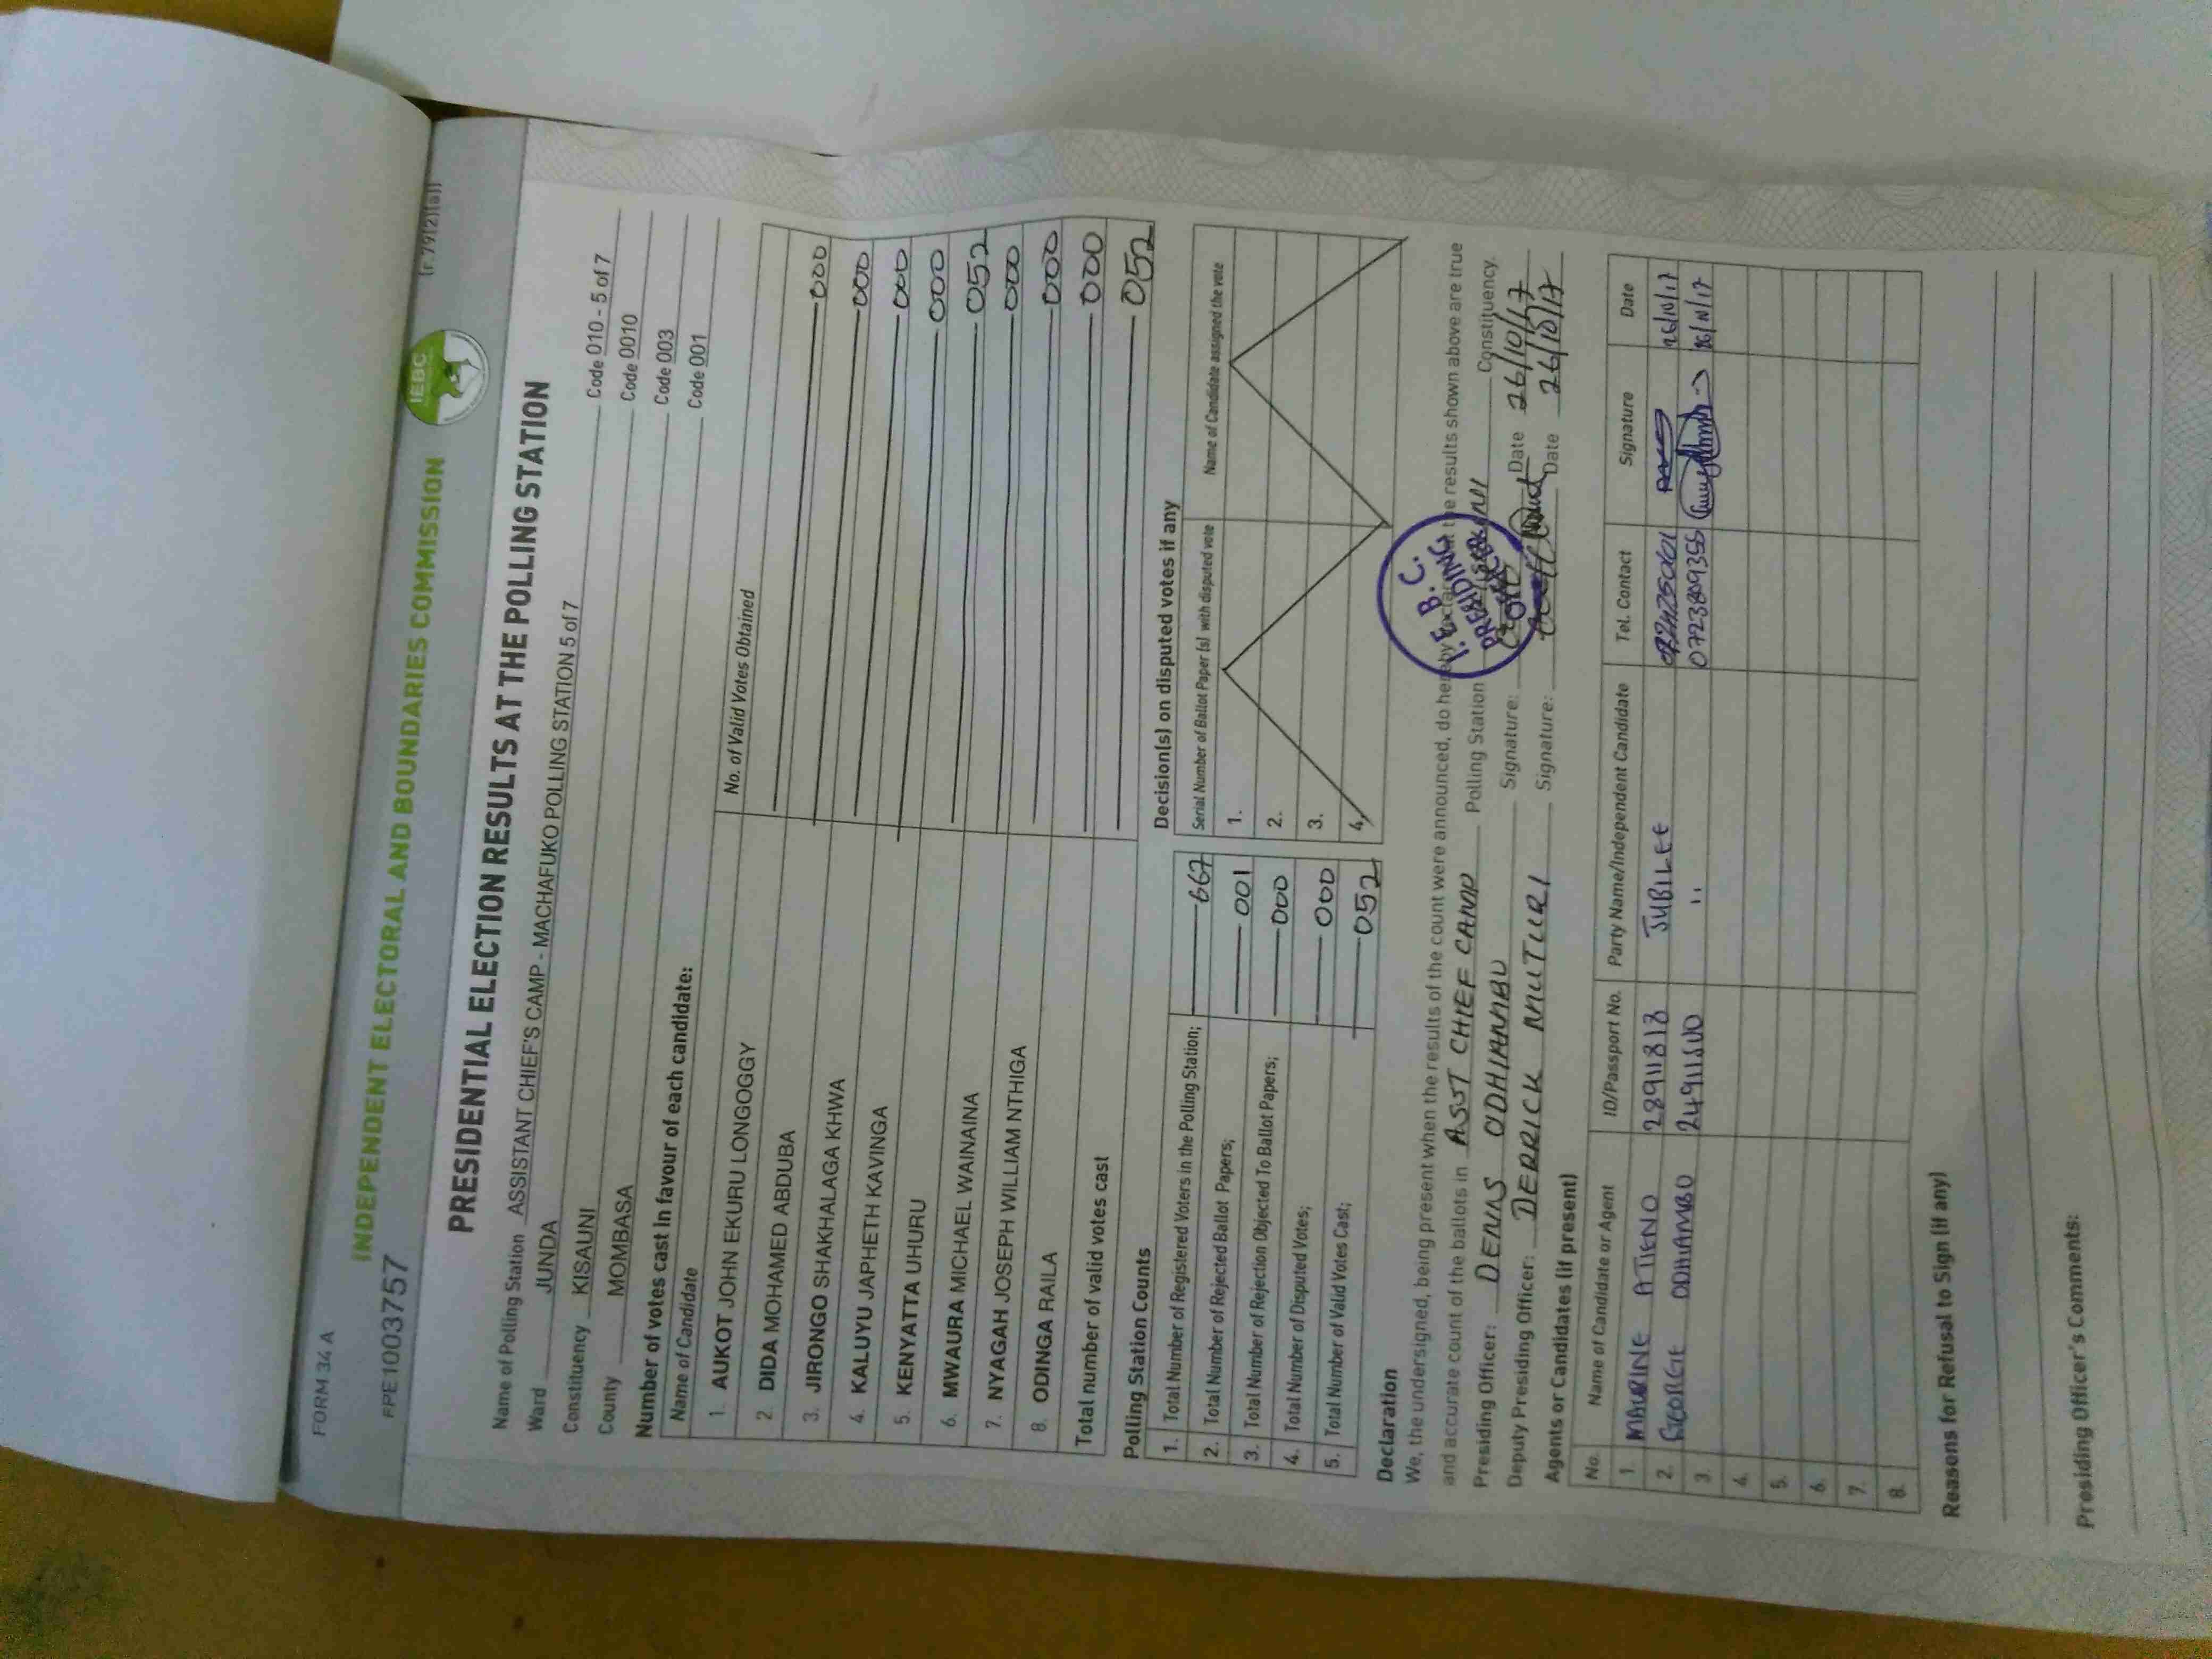 FORM 34 A
(r.79(2)(a))
INDEPENDENT ELECTORAL AND BOUNDARIES COMMISSION
IEBC
FPE1003757
PRESIDENTIAL ELECTION RESULTS AT THE POLLING STATION
Name of Polling Station ASSISTANT CHIEF'S CAMP - MACHAFUKO POLLING STATION 5 of 7 Code 010 - 5 of 7
Ward JUNDA Code 0010
Constituency KISAUNI Code 003
County MOMBASA Code 001
Number of votes cast In favour of each candidate:
Name of Candidate No. of Valid Votes Obtained
1. AUKOT JOHN EKURU LONGOGGY 000
2. DIDA MOHAMED ABDUBA 000
3. JIRONGO SHAKHALAGA KHWA 000
4. KALUYU JAPHETH KAVINGA 000
5. KENYATTA UHURU 052
6. MWAURA MICHAEL WAINAINA 000
7. NYAGAH JOSEPH WILLIAM NTHIGA 000
8. ODINGA RAILA 000
Total number of valid votes cast 052
Polling Station Counts
1. Total Number of Registered Voters in the Polling Station; 667
2. Total Number of Rejected Ballot Papers; 001
3. Total Number of Rejection Objected To Ballot Papers; 000
4. Total Number of Disputed Votes; 000
5. Total Number of Valid Votes Cast; 052
Decision(s) on disputed votes if any
Serial Number of Ballot Paper (s) with disputed vote Name of Candidate assigned the vote
1.
2.
3.
4.
Declaration
We, the undersigned, being present when the results of the count were announced, do hereby declare that the results shown above are true
and accurate count of the ballots in ASST CHIEF CAMP Polling Station Constituency.
Presiding Officer: DENNIS ODHIAMBO Signature: Date 26/10/17
Deputy Presiding Officer: DERRICK MUTURI Signature: Date 26/10/17
I.E.B.C.
PRESIDING
OFFICER
Agents or Candidates (if present)
No. Name of Candidate or Agent ID/Passport No. Party Name/Independent Candidate Tel. Contact Signature Date
1. MAURINE ATIENO 28911813 JUBILEE 26/10/17
2. GEORGE ODHIAMBO 24911510 " 0723889355 26/10/17
3.
4.
5.
6.
7.
8.
Reasons for Refusal to Sign (if any)
Presiding Officer's Comments: